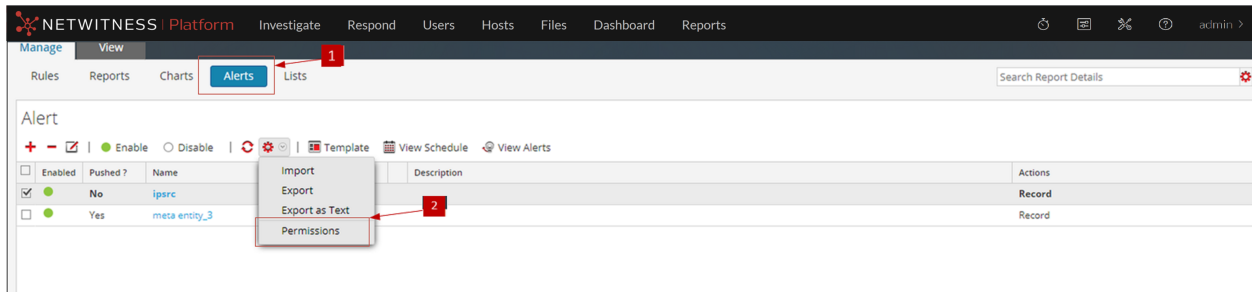 NETWITNESS | Platform Investigate Respond Users Hosts Files Dashboard Reports admin >
Manage View
1
Rules Reports Charts Alerts Lists Search Report Details
Alert
Enable Disable Template View Schedule View Alerts
Enabled Pushed ? Name Description Actions
Import
No ipsrc Record
Export
Export as Text
2
Yes meta entity_3 Record
Permissions